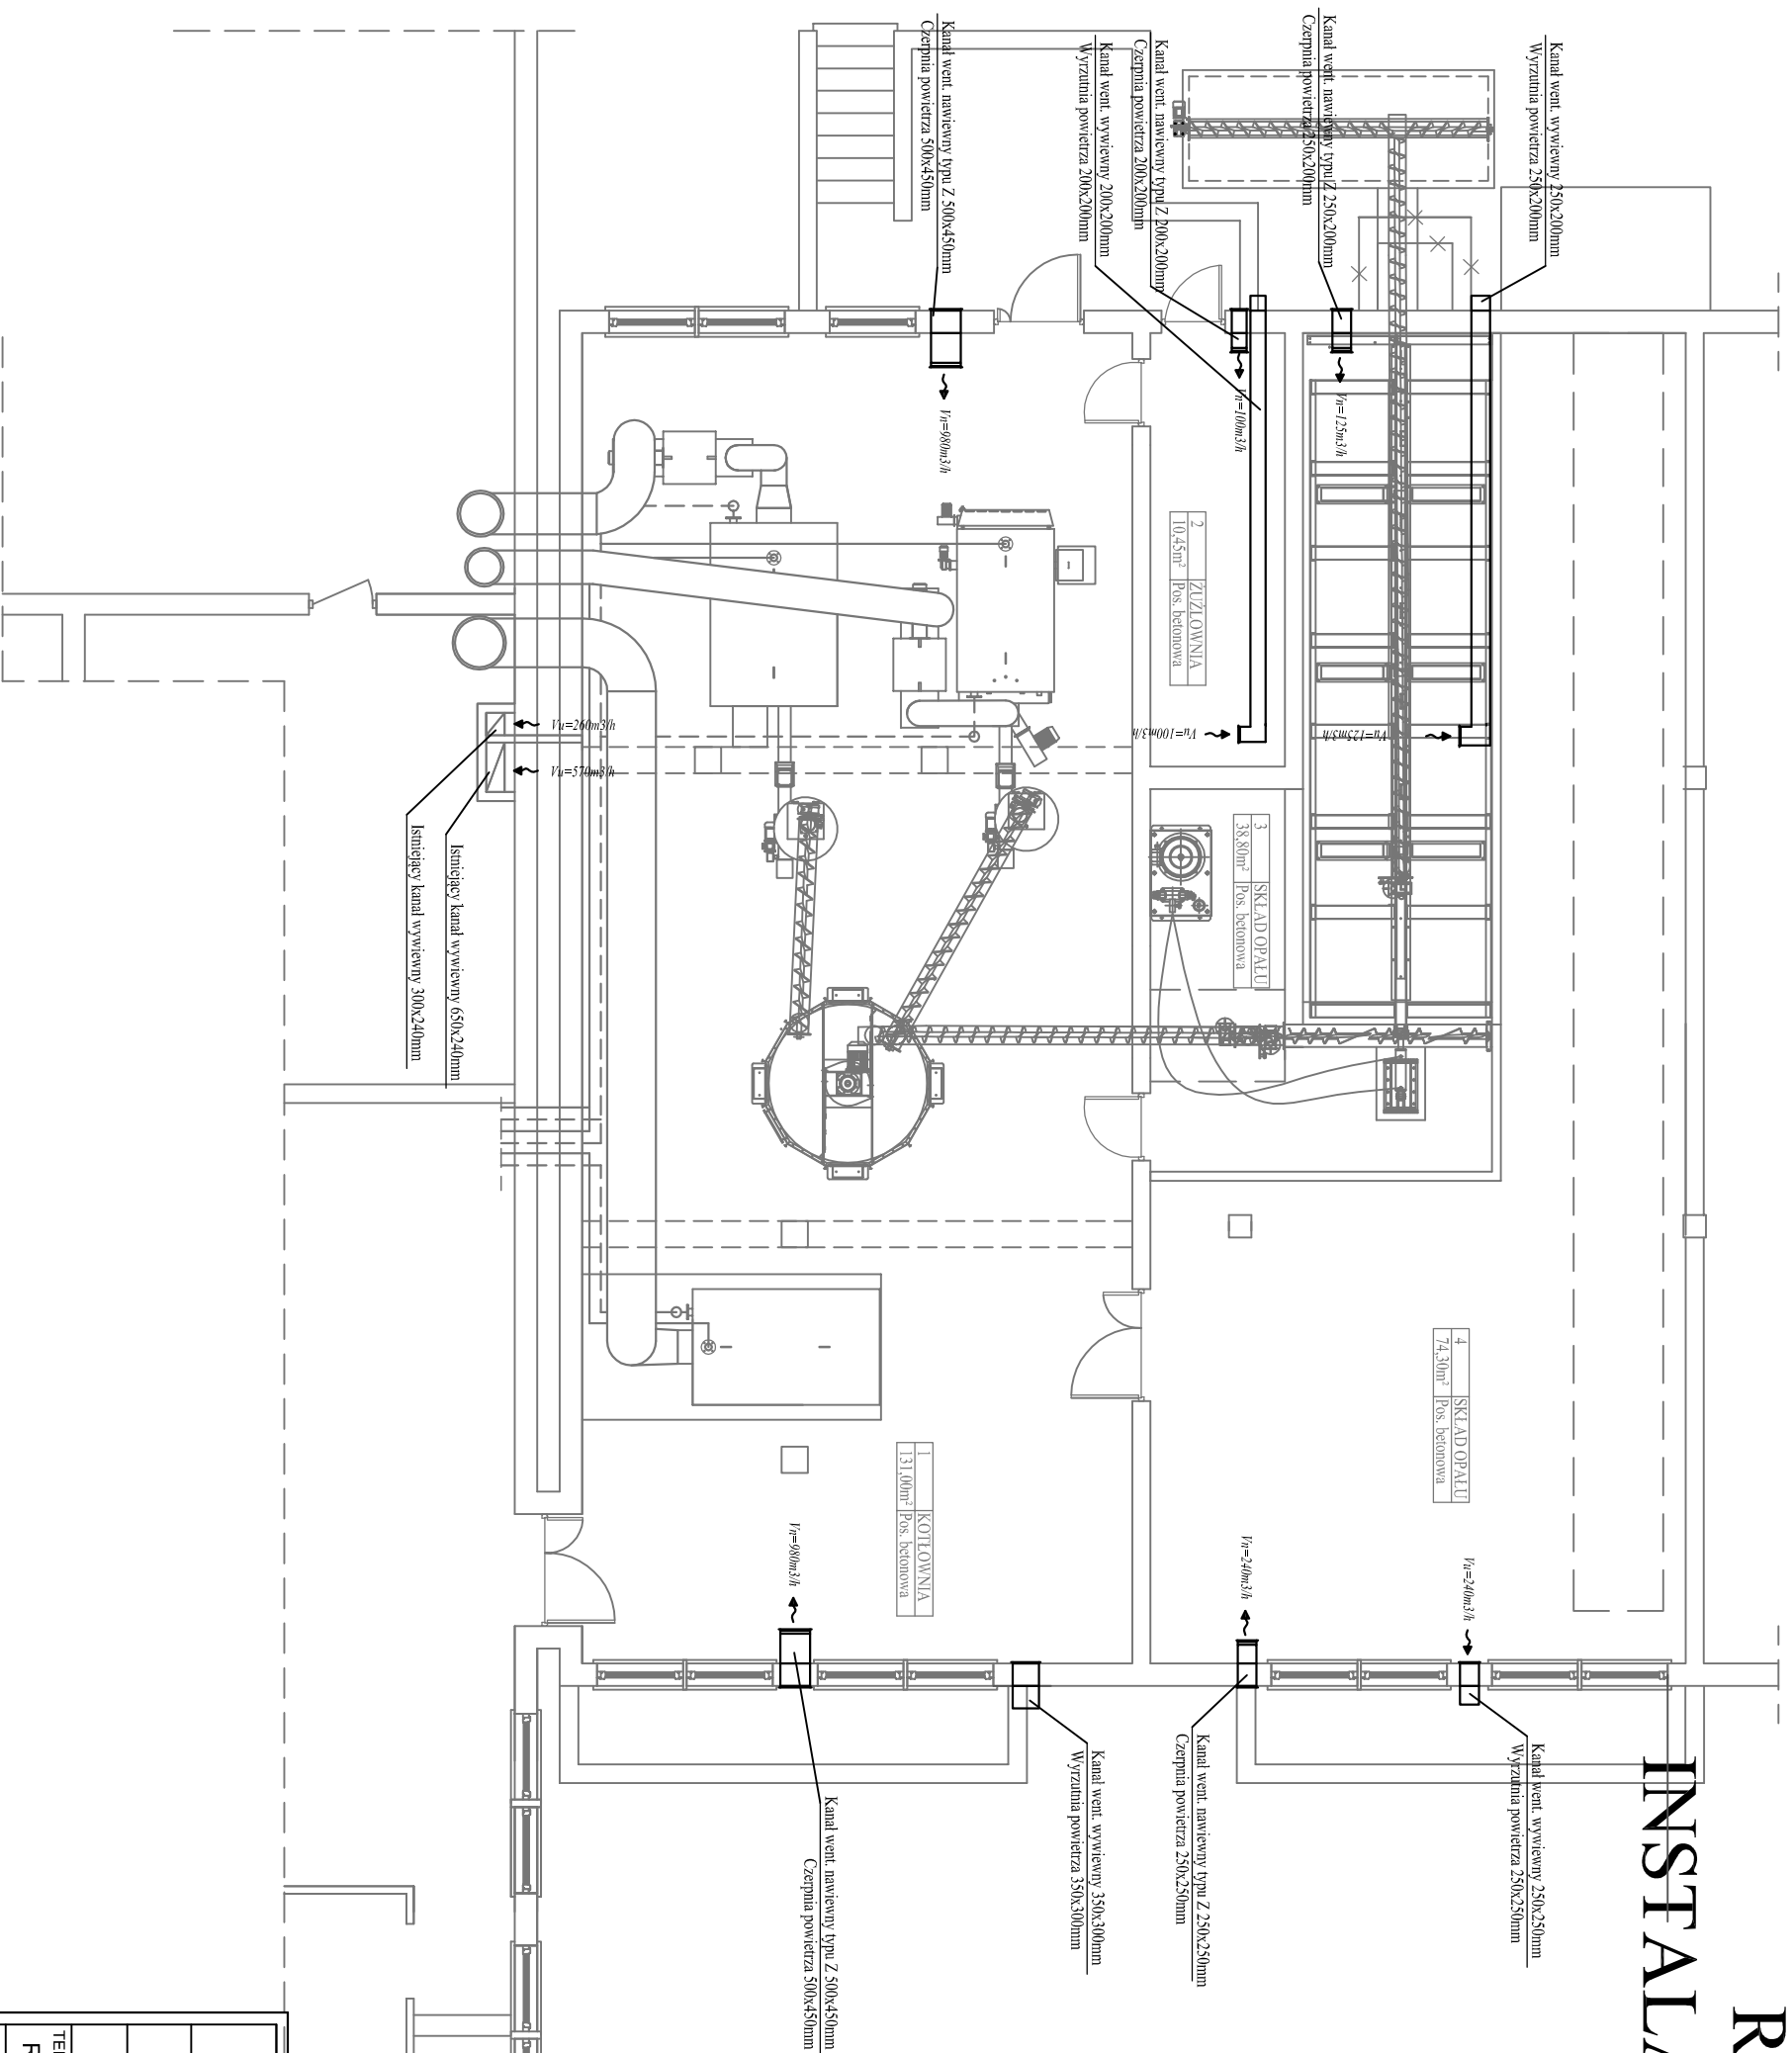 R
INSTALA
Kanał went. wywiewny 250x200mm
Wyrzutnia powietrza 250x200mm
Kanał went. nawiewny typu Z 250x200mm
Czerpnia powietrza 250x200mm
Kanał went. nawiewny typu Z 200x200mm
Czerpnia powietrza 200x200mm
Kanał went. wywiewny 200x200mm
Wyrzutnia powietrza 200x200mm
Kanał went. nawiewny typu Z 500x450mm
Czerpnia powietrza 500x450mm
Vn=125m3/h
Vn=100m3/h
Vn=980m3/h
2 ŻUŻLOWNIA
10,45m² Pos. betonowa
Vu=125m3/h
Vu=100m3/h
Vu=260m3/h
Vu=570m3/h
3 SKŁAD OPAŁU
38,80m² Pos. betonowa
Istniejący kanał wywiewny 650x240mm
Istniejący kanał wywiewny 300x240mm
4 SKŁAD OPAŁU
74,30m² Pos. betonowa
1 KOTŁOWNIA
131,00m² Pos. betonowa
Vu=240m3/h
Vn=240m3/h
Vn=980m3/h
Kanał went. wywiewny 250x250mm
Wyrzutnia powietrza 250x250mm
Kanał went. nawiewny typu Z 250x250mm
Czerpnia powietrza 250x250mm
Kanał went. wywiewny 350x300mm
Wyrzutnia powietrza 350x300mm
Kanał went. nawiewny typu Z 500x450mm
Czerpnia powietrza 500x450mm